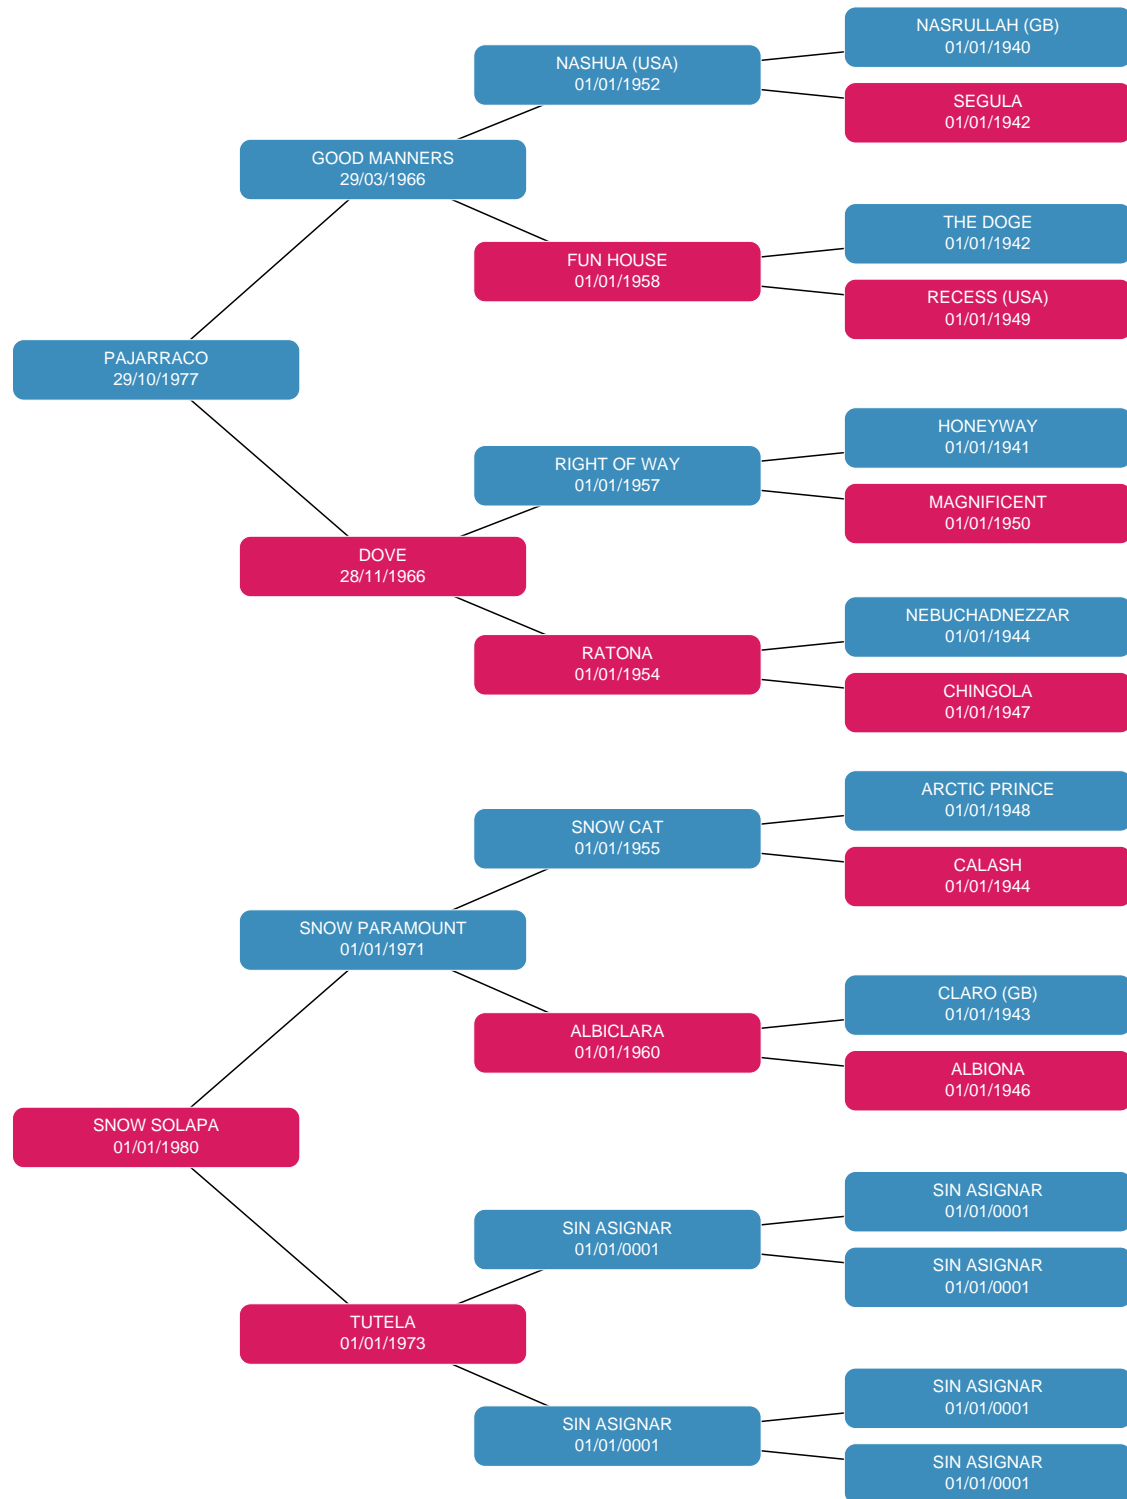 NASRULLAH (GB)
01/01/1940
NASHUA (USA)
01/01/1952
SEGULA
01/01/1942
GOOD MANNERS
29/03/1966
THE DOGE
01/01/1942
FUN HOUSE
01/01/1958
RECESS (USA)
01/01/1949
PAJARRACO
29/10/1977
HONEYWAY
01/01/1941
RIGHT OF WAY
01/01/1957
MAGNIFICENT
01/01/1950
DOVE
28/11/1966
NEBUCHADNEZZAR
01/01/1944
RATONA
01/01/1954
CHINGOLA
01/01/1947
ARCTIC PRINCE
01/01/1948
SNOW CAT
01/01/1955
CALASH
01/01/1944
SNOW PARAMOUNT
01/01/1971
CLARO (GB)
01/01/1943
ALBICLARA
01/01/1960
ALBIONA
01/01/1946
SNOW SOLAPA
01/01/1980
SIN ASIGNAR
01/01/0001
SIN ASIGNAR
01/01/0001
SIN ASIGNAR
01/01/0001
TUTELA
01/01/1973
SIN ASIGNAR
01/01/0001
SIN ASIGNAR
01/01/0001
SIN ASIGNAR
01/01/0001